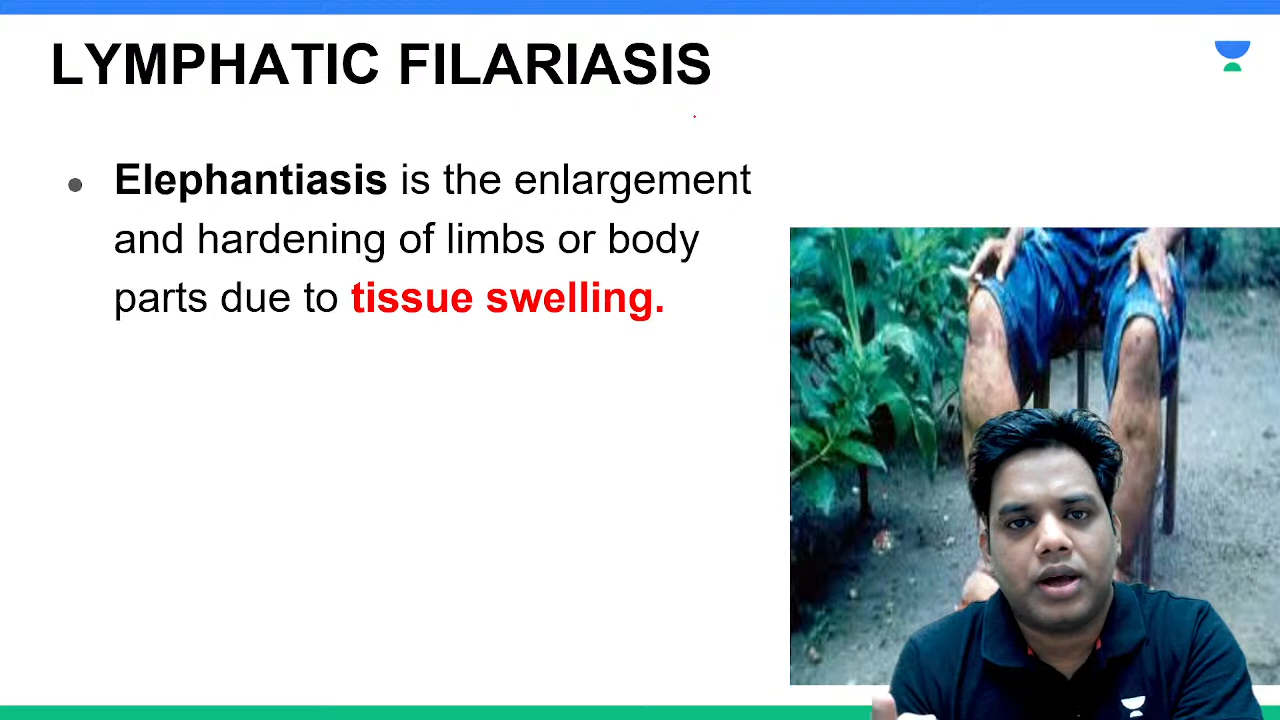 LYMPHATIC FILARIASIS
● Elephantiasis is the enlargement
and hardening of limbs or body
parts due to tissue swelling.